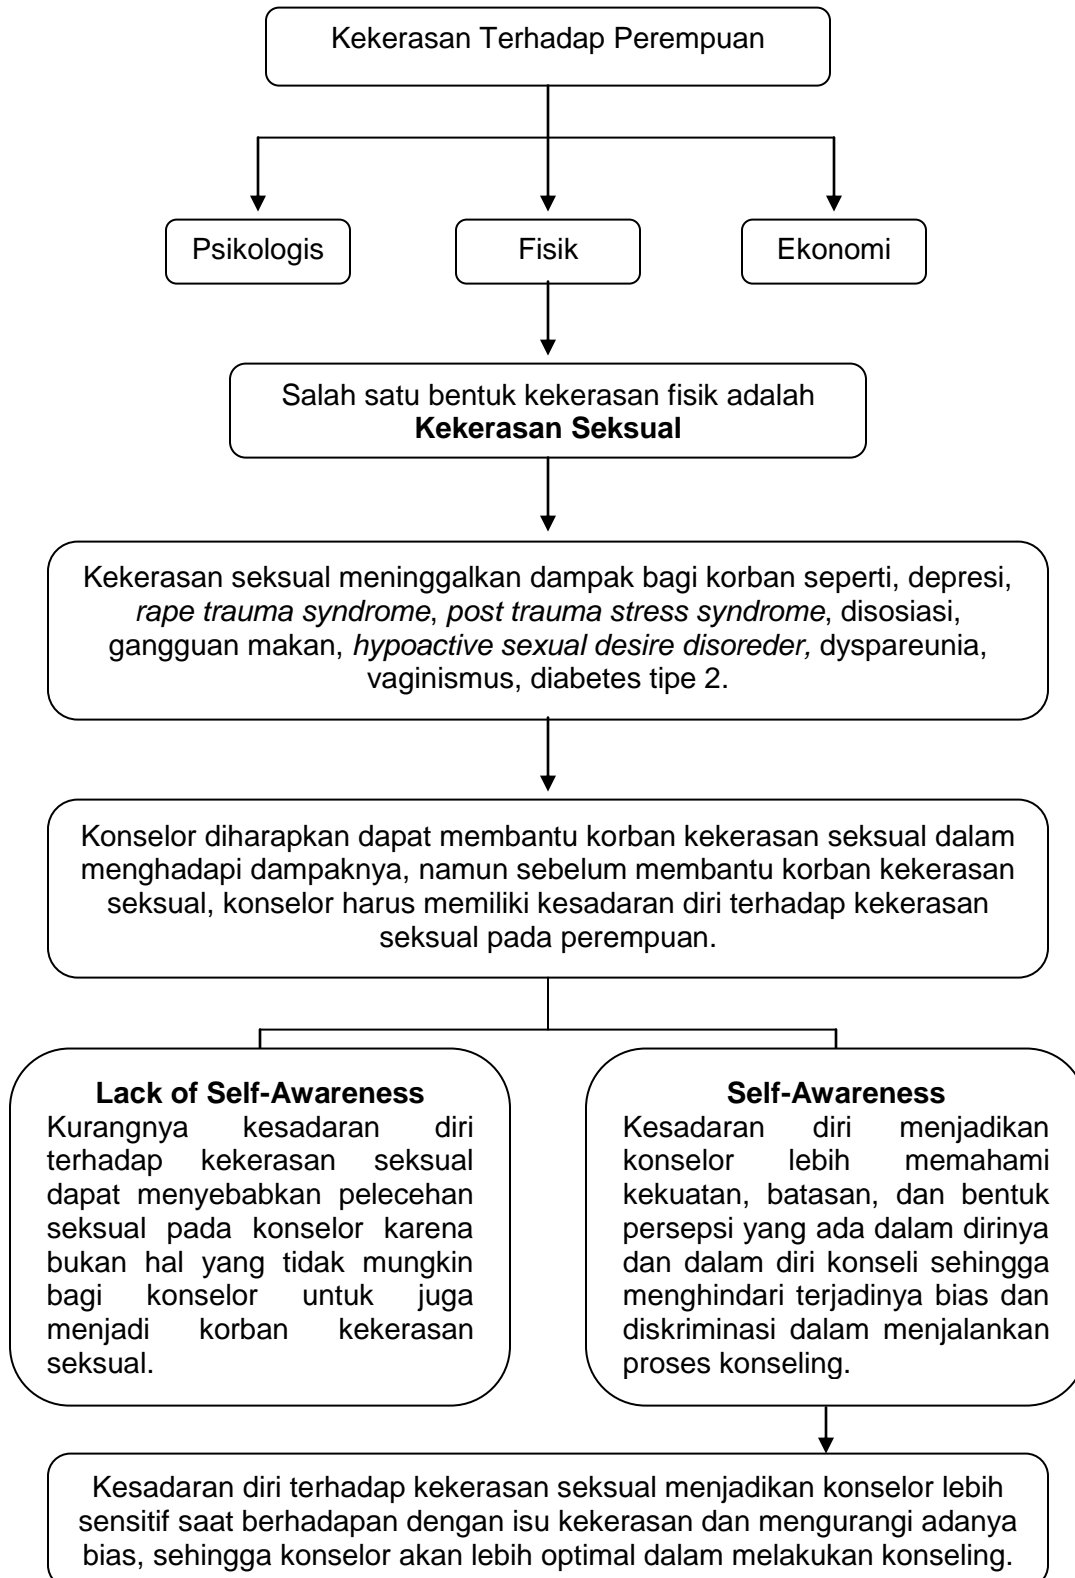 Kekerasan Terhadap Perempuan
Psikologis
Fisik
Ekonomi
Salah satu bentuk kekerasan fisik adalah
Kekerasan Seksual
Kekerasan seksual meninggalkan dampak bagi korban seperti, depresi,
rape trauma syndrome, post trauma stress syndrome, disosiasi,
gangguan makan, hypoactive sexual desire disoreder, dyspareunia,
vaginismus, diabetes tipe 2.
Konselor diharapkan dapat membantu korban kekerasan seksual dalam
menghadapi dampaknya, namun sebelum membantu korban kekerasan
seksual, konselor harus memiliki kesadaran diri terhadap kekerasan
seksual pada perempuan.
Lack of Self-Awareness
Kurangnya kesadaran diri
terhadap kekerasan seksual
dapat menyebabkan pelecehan
seksual pada konselor karena
bukan hal yang tidak mungkin
bagi konselor untuk juga
menjadi korban kekerasan
seksual.
Self-Awareness
Kesadaran diri menjadikan
konselor lebih memahami
kekuatan, batasan, dan bentuk
persepsi yang ada dalam dirinya
dan dalam diri konseli sehingga
menghindari terjadinya bias dan
diskriminasi dalam menjalankan
proses konseling.
Kesadaran diri terhadap kekerasan seksual menjadikan konselor lebih
sensitif saat berhadapan dengan isu kekerasan dan mengurangi adanya
bias, sehingga konselor akan lebih optimal dalam melakukan konseling.